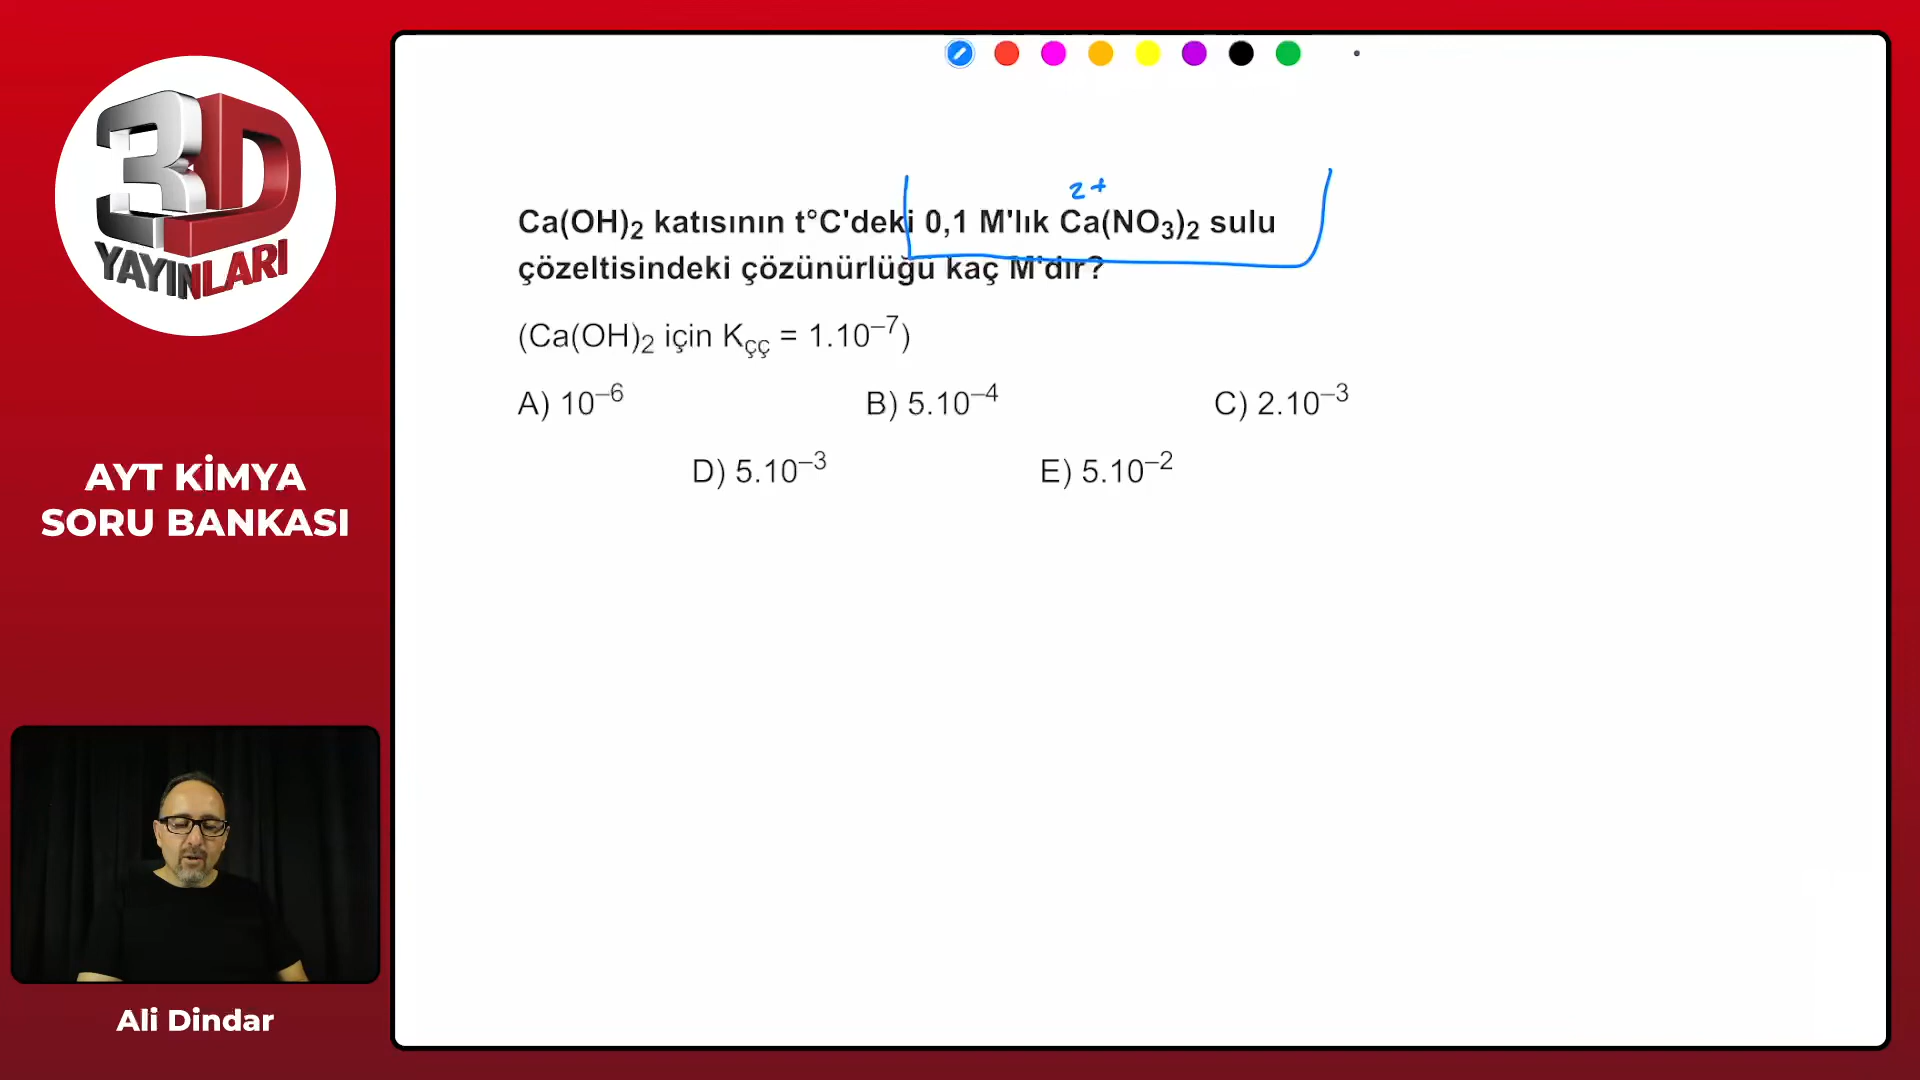 3D
YAYINLARI
AYT KİMYA
SORU BANKASI
Ali Dindar
2+
Ca(OH)₂ katısının t°C'deki 0,1 M'lık Ca(NO₃)₂ sulu
çözeltisindeki çözünürlüğü kaç M'dır?
(Ca(OH)₂ için Kçç = 1.10⁻⁷)
A) 10⁻⁶ B) 5.10⁻⁴ C) 2.10⁻³
D) 5.10⁻³ E) 5.10⁻²